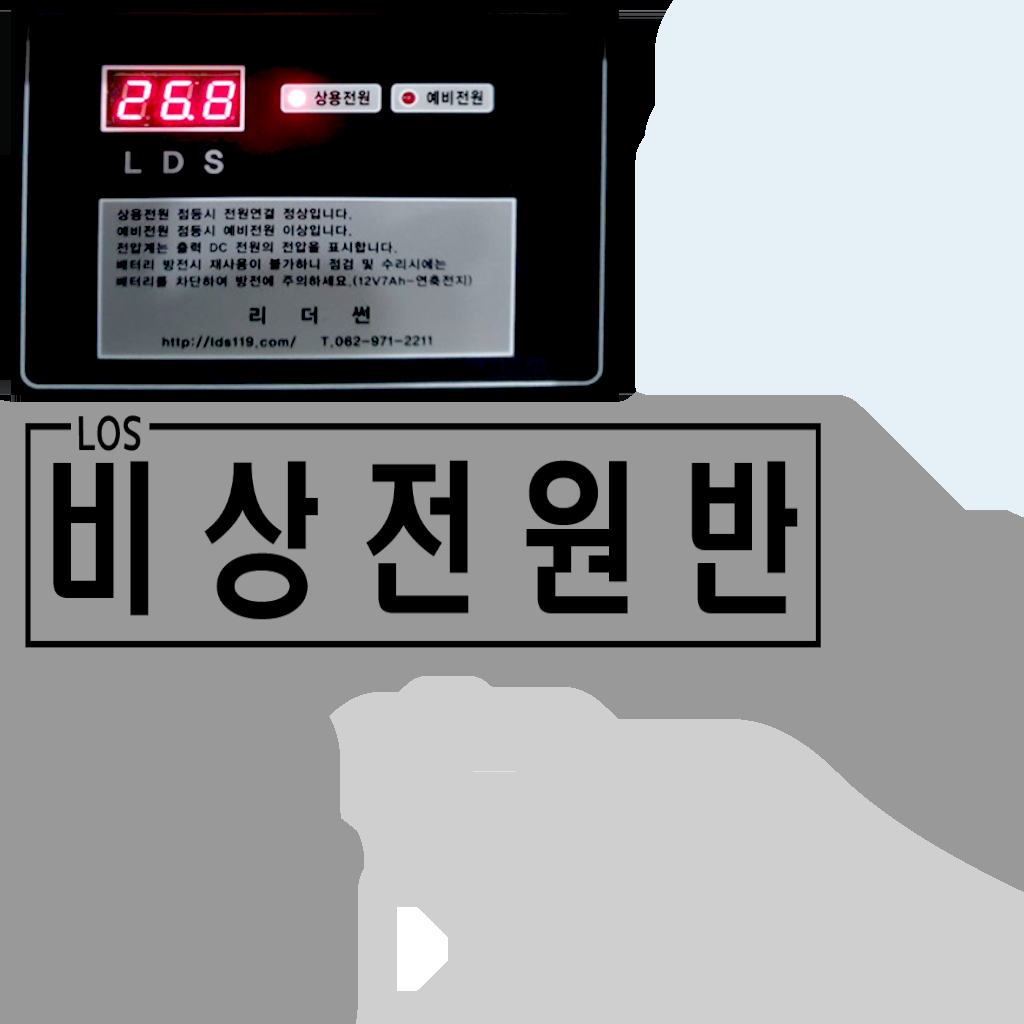 26.8
상용전원 예비전원
LDS
상용전원 점등시 전원연결 정상입니다.
예비전원 점등시 예비전원 이상입니다.
전압계는 출력 DC 전원의 전압을 표시합니다.
배터리 방전시 재사용이 불가하니 점검 및 수리시에는
배터리를 차단하여 방전에 주의하세요.(12V7Ah-연축전지)
리더썬
http://lds119.com/ T.062-971-2211
LOS
비상전원반